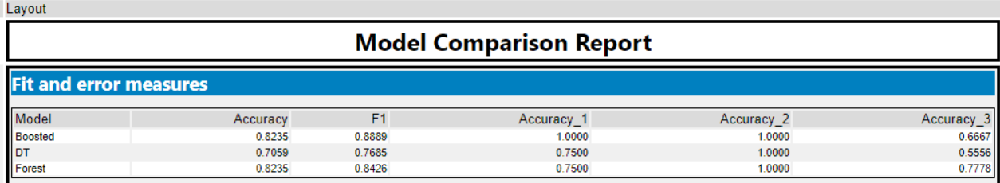 Layout
Model Comparison Report
Fit and error measures
Model Accuracy F1 Accuracy_1 Accuracy_2 Accuracy_3
Boosted 0.8235 0.8889 1.0000 1.0000 0.6667
DT 0.7059 0.7685 0.7500 1.0000 0.5556
Forest 0.8235 0.8426 0.7500 1.0000 0.7778